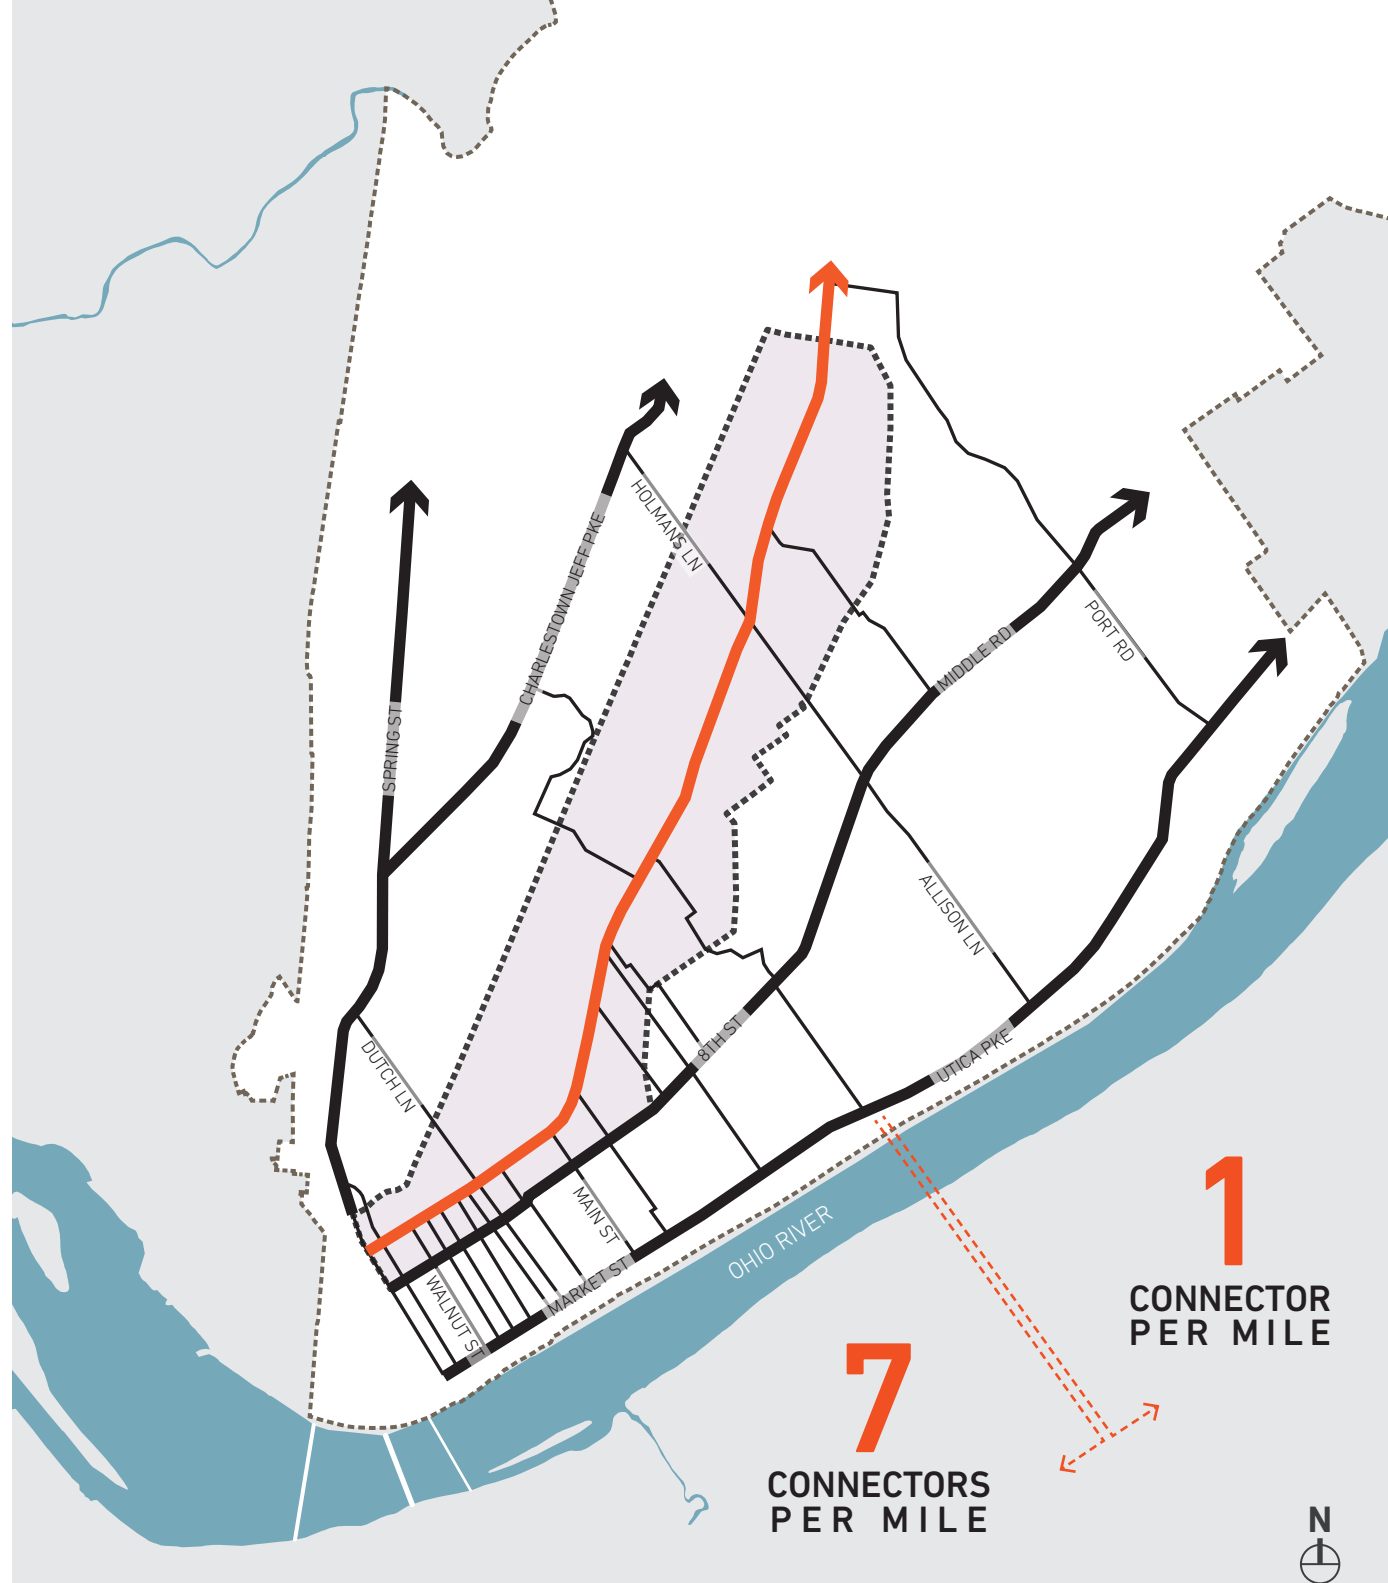 HOLMANS LN
CHARLESTOWN JEFF PKE
PORT RD
MIDDLE RD
SPRING ST
ALLISON LN
8TH ST
UTICA PKE
DUTCH LN
MAIN ST
OHIO RIVER
WALNUT ST
MARKET ST
1
CONNECTOR
PER MILE
7
CONNECTORS
PER MILE
N